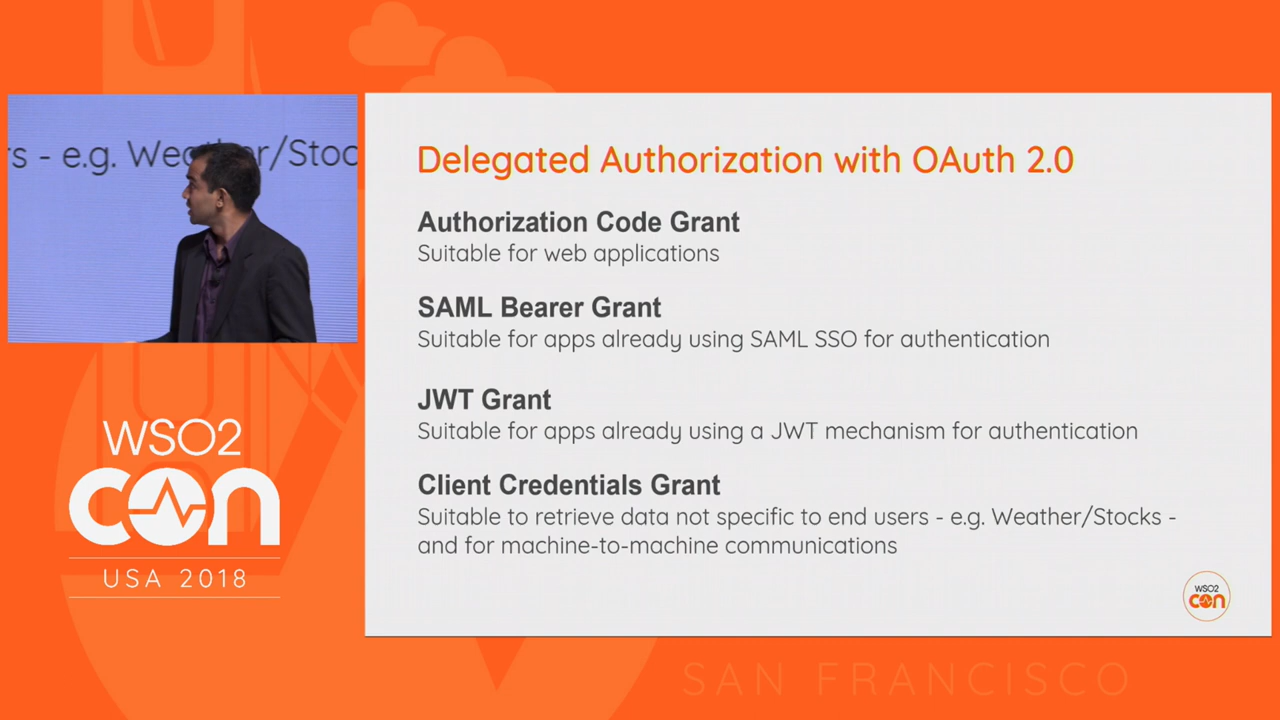 s - e.g. Weather/Stoc
WSO2
con
USA 2018
Delegated Authorization with OAuth 2.0
Authorization Code Grant
Suitable for web applications
SAML Bearer Grant
Suitable for apps already using SAML SSO for authentication
JWT Grant
Suitable for apps already using a JWT mechanism for authentication
Client Credentials Grant
Suitable to retrieve data not specific to end users - e.g. Weather/Stocks -
and for machine-to-machine communications
WSO2
con
SAN FRANCISCO